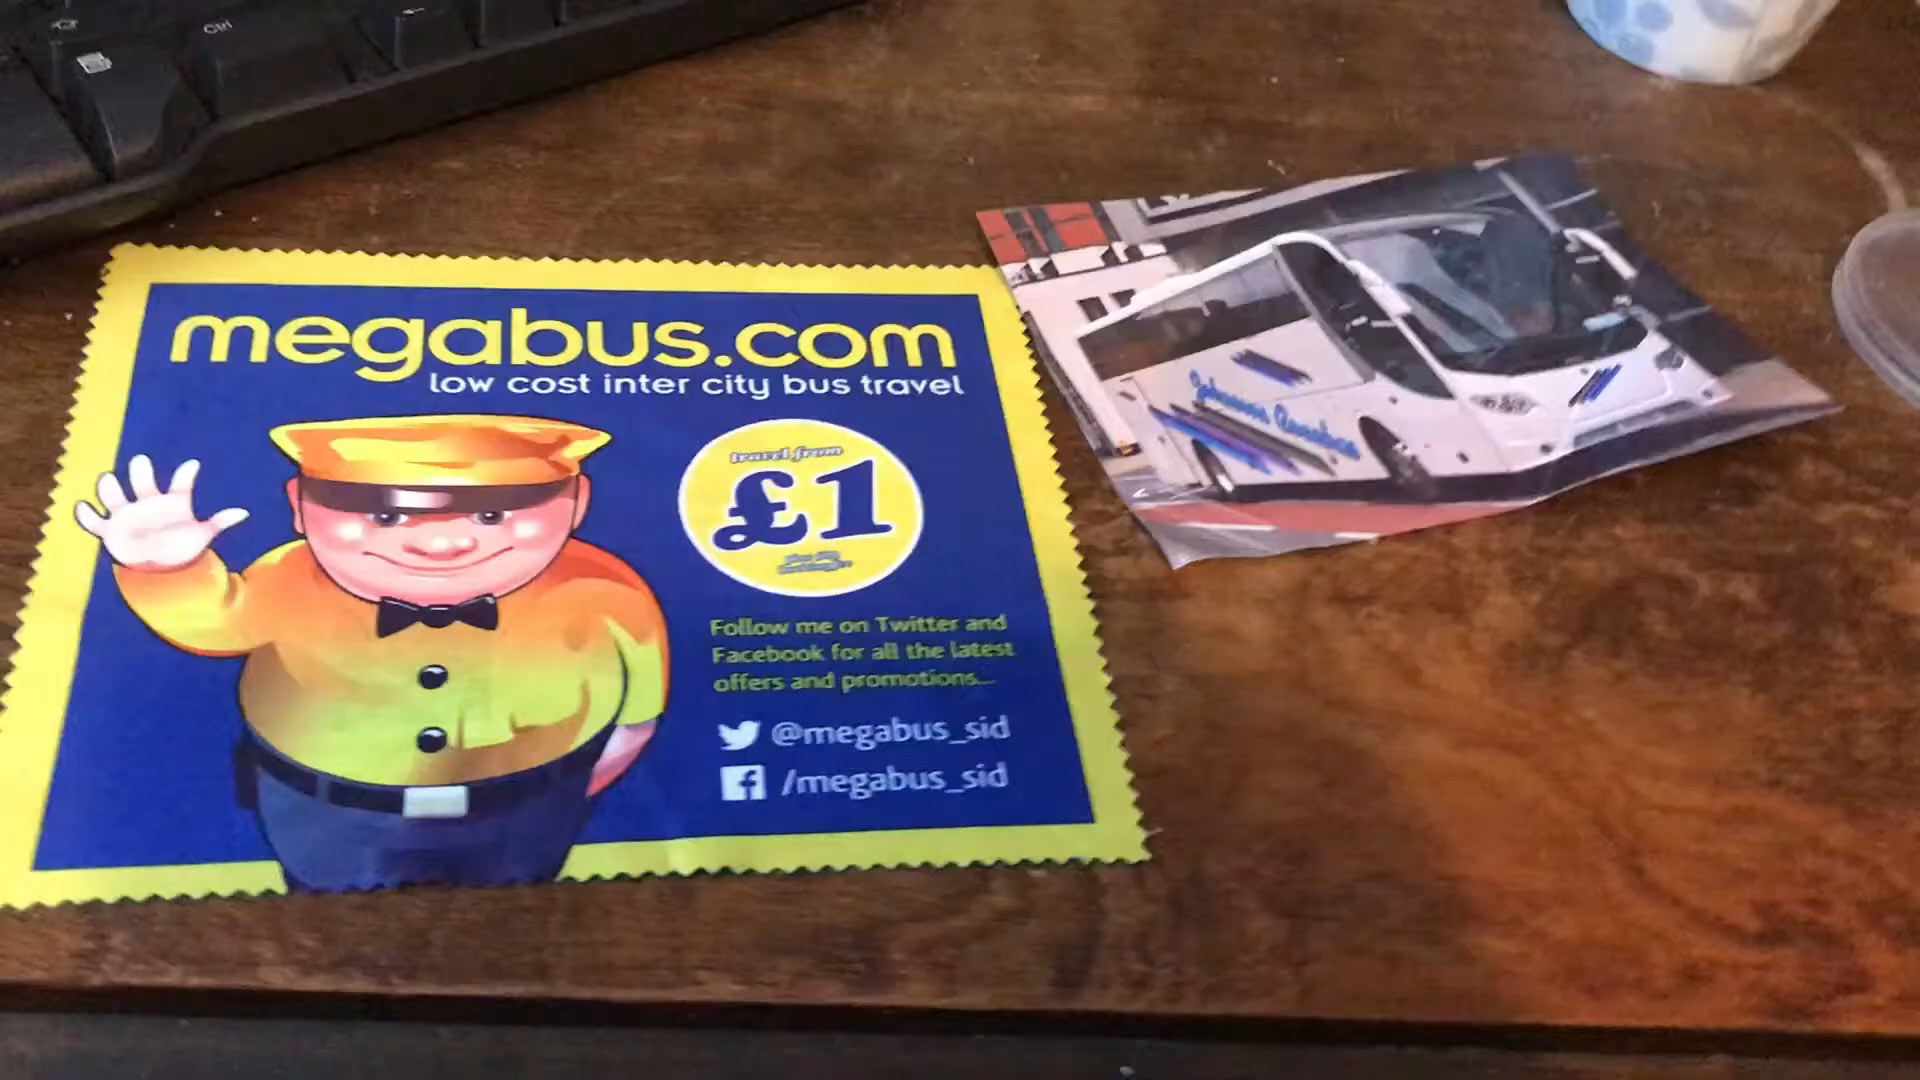 Ctrl
megabus.com
low cost inter city bus travel
travel from
£1
Follow me on Twitter and
Facebook for all the latest
offers and promotions...
@megabus_sid
/megabus_sid